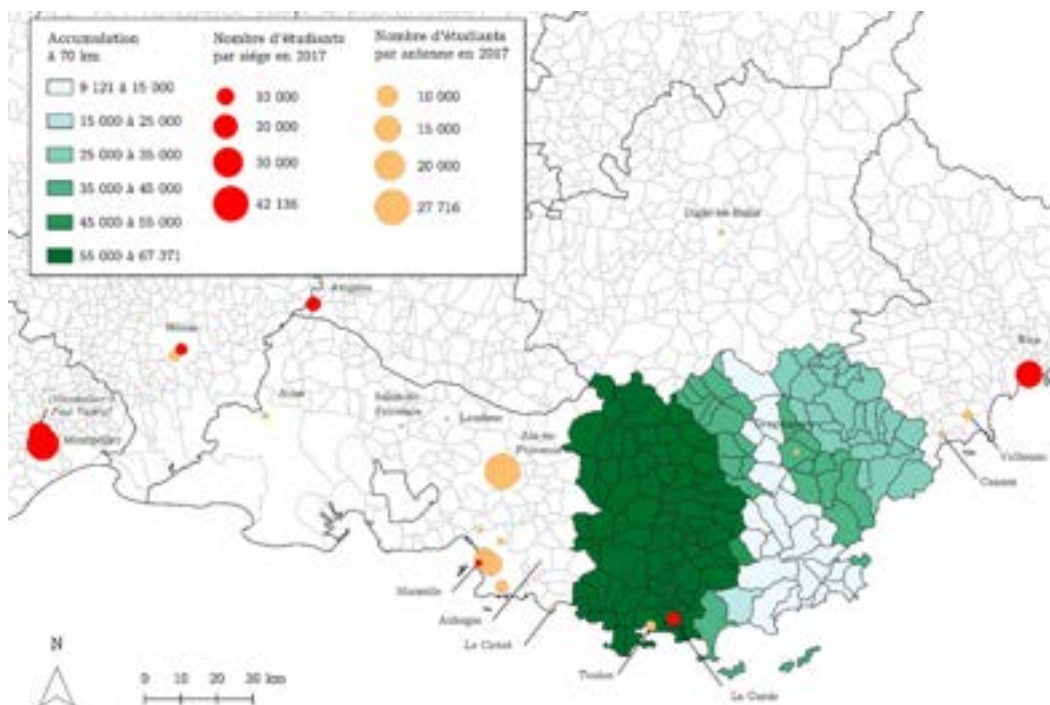 Accumulation
à 70 km
9 121 à 15 000
15 000 à 25 000
25 000 à 35 000
35 000 à 45 000
45 000 à 55 000
55 000 à 67 371
Nombre d'étudiants
par siège en 2017
10 000
20 000
30 000
42 136
Nombre d'étudiants
par antenne en 2017
10 000
15 000
20 000
27 716
Digne-les-Bains
Avignon
Nîmes
Nice
Arles
Salon-de-
Provence
Lambesc
Aix-en-
Provence
Montpellier
Cannes
Marseille
Aubagne
La Ciotat
Toulon
La Garde
N
0 10 20 30 km